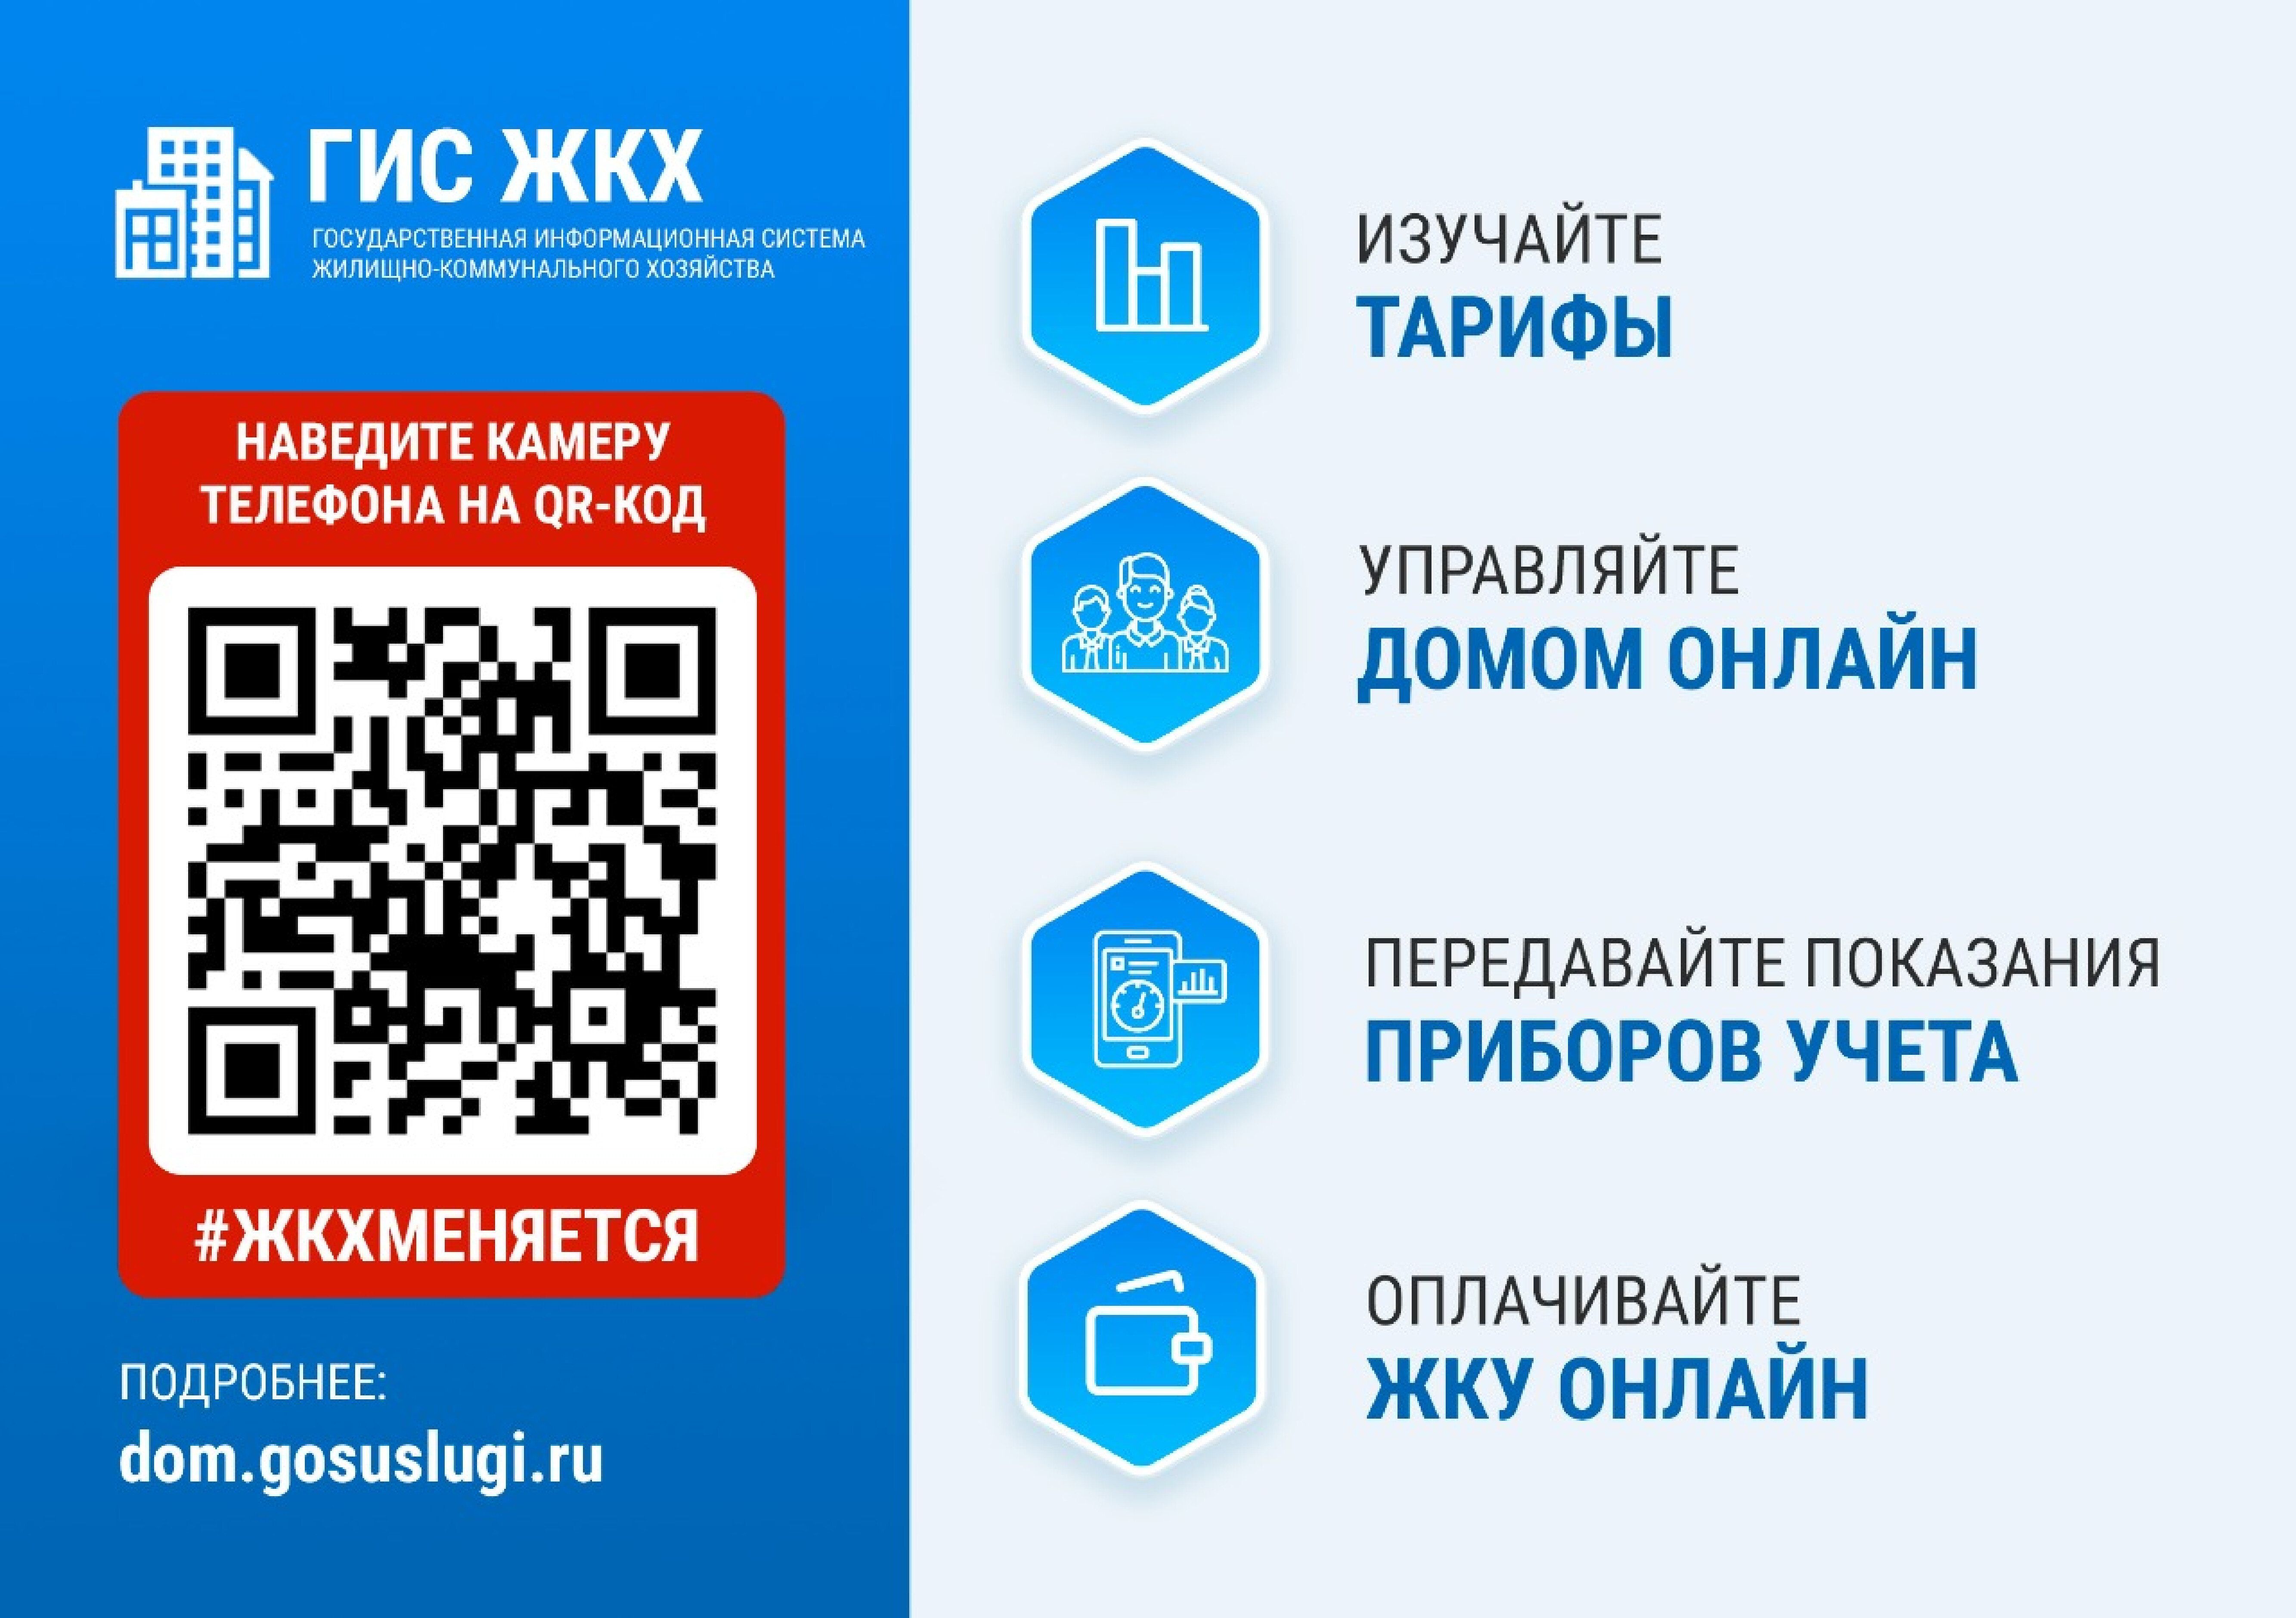 ГИС ЖКХ
ГОСУДАРСТВЕННАЯ ИНФОРМАЦИОННАЯ СИСТЕМА
ЖИЛИЩНО-КОММУНАЛЬНОГО ХОЗЯЙСТВА
НАВЕДИТЕ КАМЕРУ
ТЕЛЕФОНА НА QR-КОД
#ЖКХМЕНЯЕТСЯ
ПОДРОБНЕЕ:
dom.gosuslugi.ru
ИЗУЧАЙТЕ
ТАРИФЫ
УПРАВЛЯЙТЕ
ДОМОМ ОНЛАЙН
ПЕРЕДАВАЙТЕ ПОКАЗАНИЯ
ПРИБОРОВ УЧЕТА
ОПЛАЧИВАЙТЕ
ЖКУ ОНЛАЙН